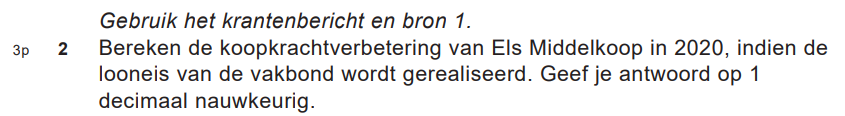 Gebruik het krantenbericht en bron 1.
3p 2 Bereken de koopkrachtverbetering van Els Middelkoop in 2020, indien de
looneis van de vakbond wordt gerealiseerd. Geef je antwoord op 1
decimaal nauwkeurig.